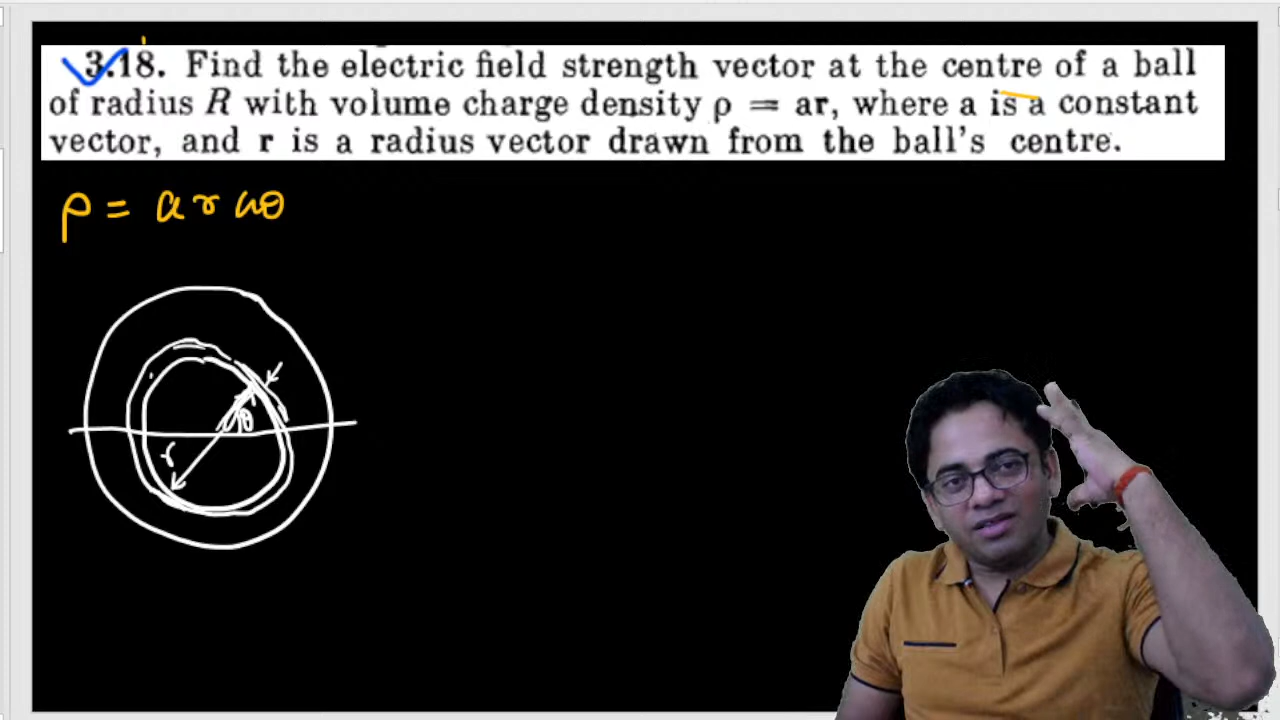 3.18. Find the electric field strength vector at the centre of a ball
of radius R with volume charge density ρ = ar, where a is a constant
vector, and r is a radius vector drawn from the ball's centre.
ρ = a r cosθ
θ
r